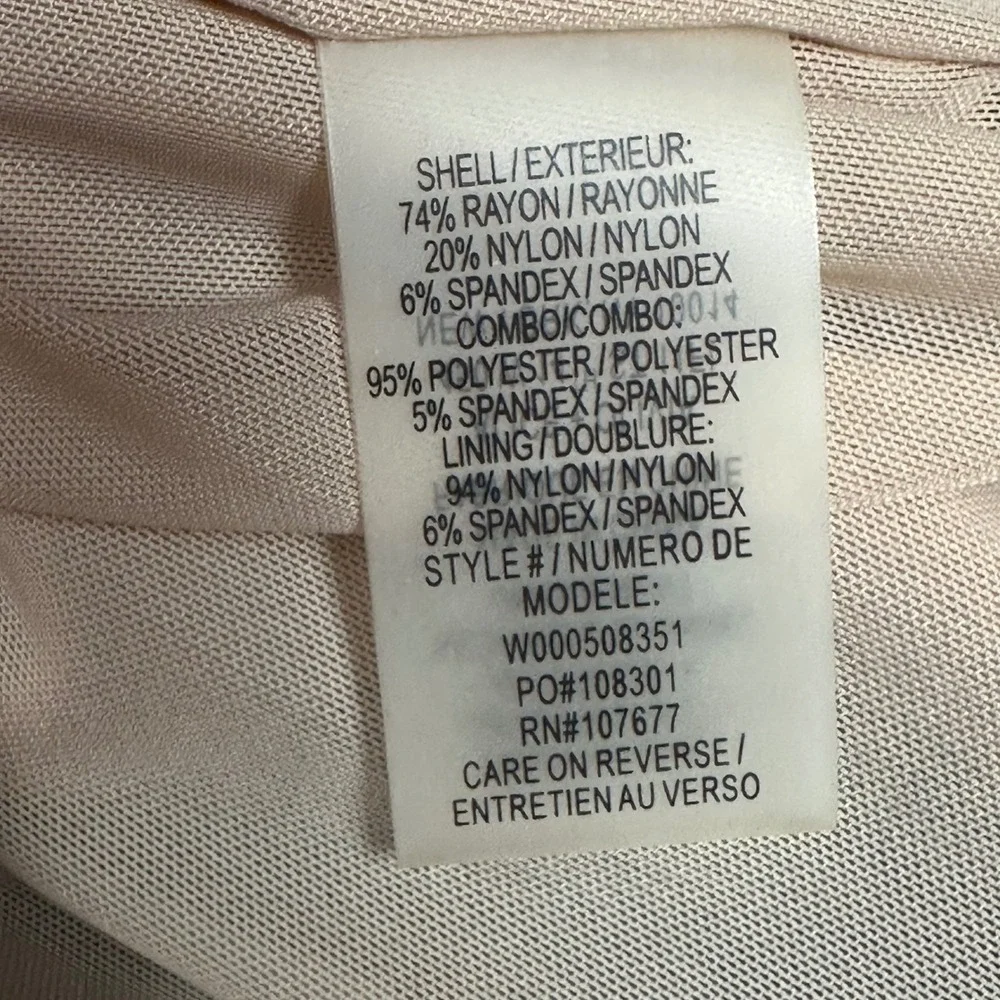 SHELL / EXTERIEUR:
74% RAYON / RAYONNE
20% NYLON / NYLON
6% SPANDEX / SPANDEX
COMBO/COMBO:
95% POLYESTER / POLYESTER
5% SPANDEX / SPANDEX
LINING / DOUBLURE:
94% NYLON / NYLON
6% SPANDEX / SPANDEX
STYLE # / NUMERO DE
MODELE:
W000508351
PO#108301
RN#107677
CARE ON REVERSE /
ENTRETIEN AU VERSO